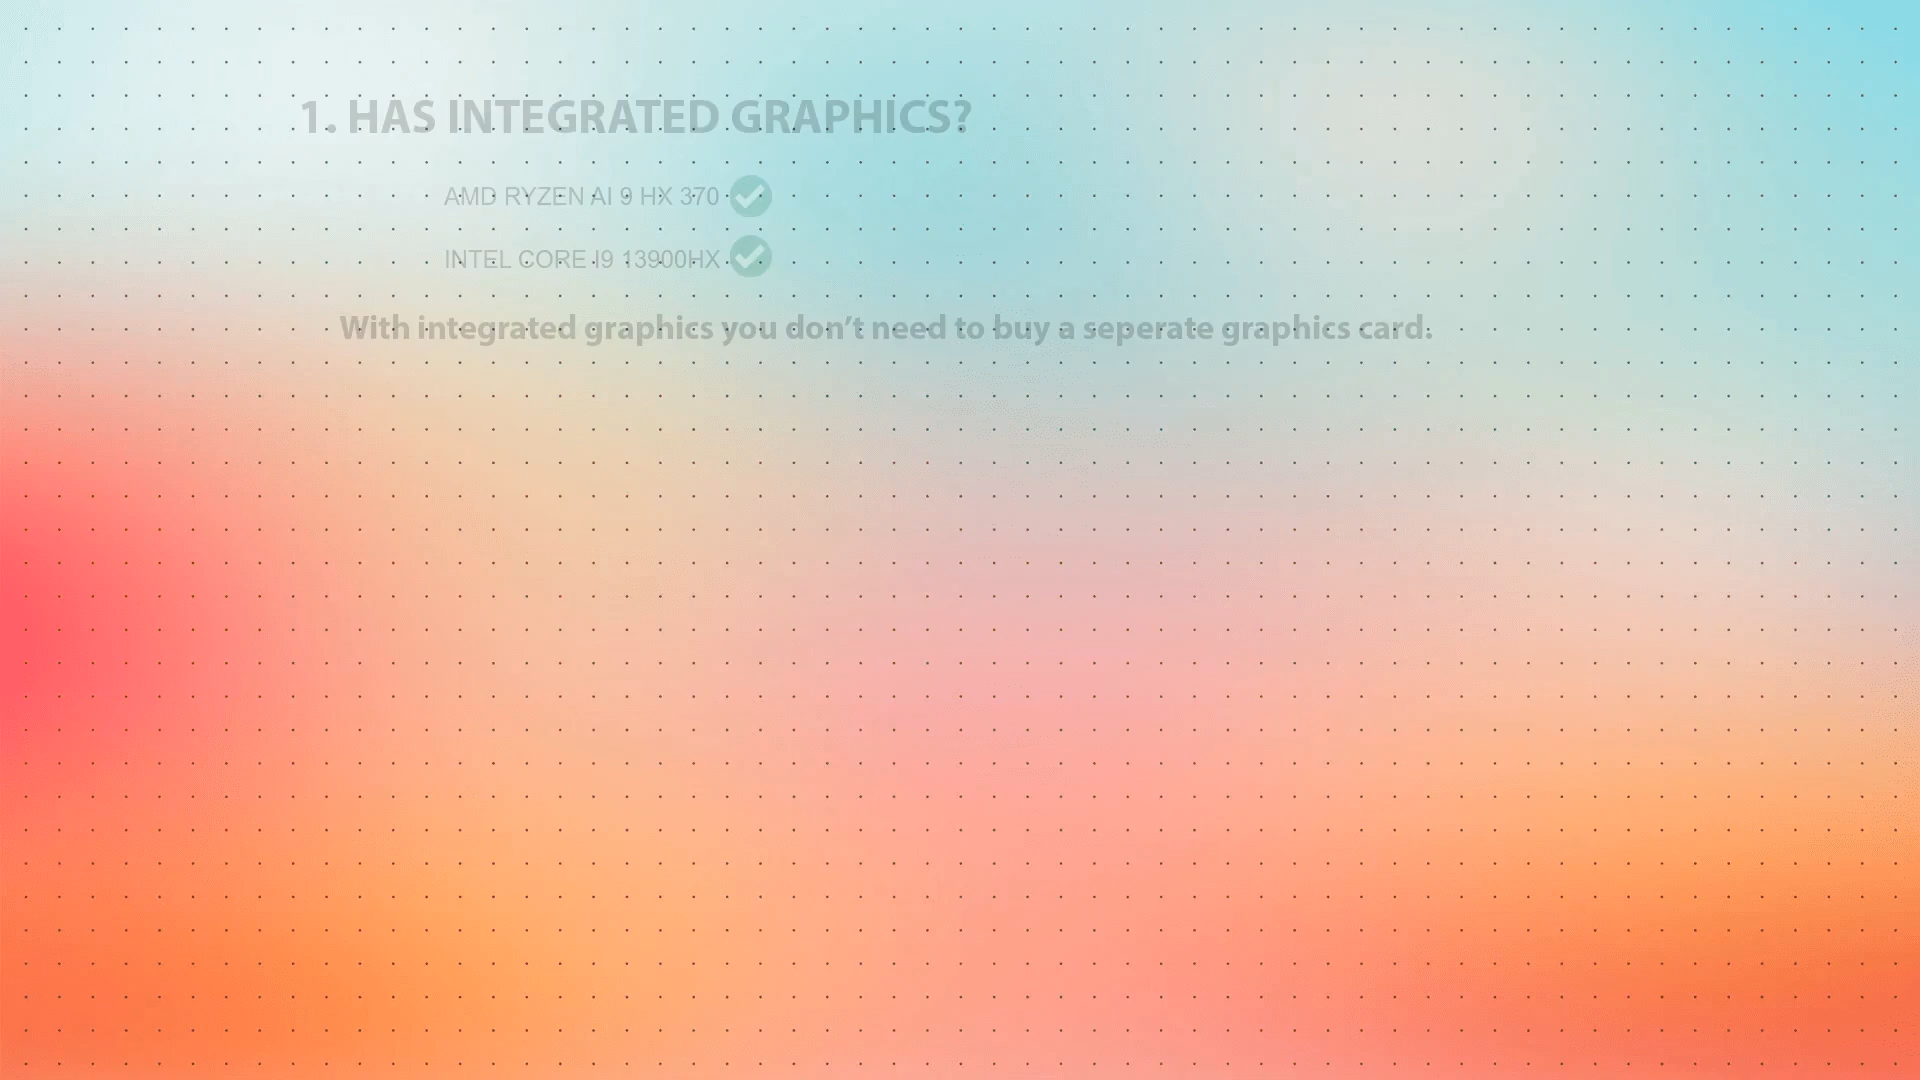 1. HAS INTEGRATED GRAPHICS?
AMD RYZEN AI 9 HX 370
INTEL CORE I9 13900HX
With integrated graphics you don’t need to buy a seperate graphics card.